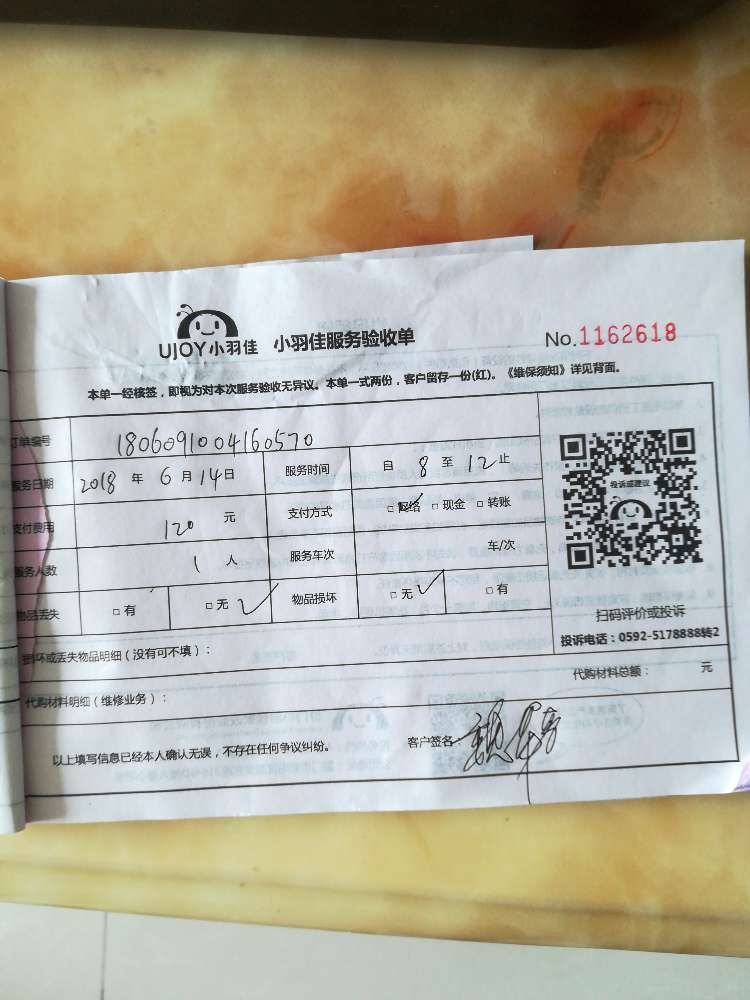 UJOY小羽佳 小羽佳服务验收单 No.1162618
本单一经核签，即视为对本次服务验收无异议。本单一式两份，客户留存一份(红)。《维保须知》详见背面。
订单编号 1806091004160570
服务日期 2018 年 6 月 14 日 服务时间 自 8 至 12 止
支付费用 120 元 支付方式 □网络 □现金 □转账
服务人数 1 人 服务车次 车/次
物品丢失 □有 □无 ✓ 物品损坏 □无 ✓ □有
投诉或建议
扫码评价或投诉
投诉电话：0592-5178888转2
损坏或丢失物品明细（没有可不填）：
代购材料明细（维修业务）： 代购材料总额： 元
以上填写信息已经本人确认无误，不存在任何争议纠纷。 客户签名：